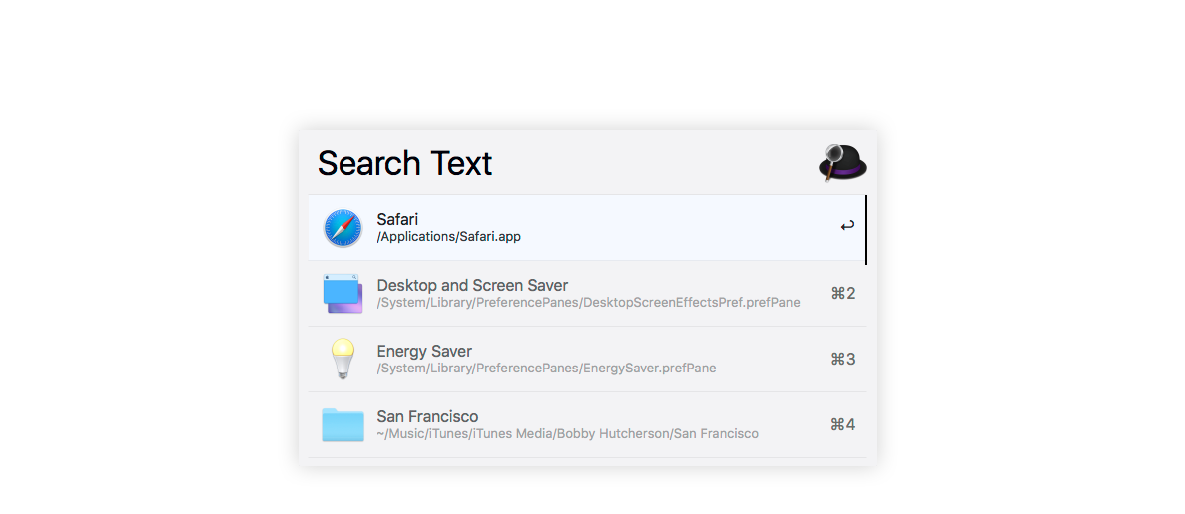 Search Text
Safari
/Applications/Safari.app
↩
Desktop and Screen Saver
/System/Library/PreferencePanes/DesktopScreenEffectsPref.prefPane
⌘2
Energy Saver
/System/Library/PreferencePanes/EnergySaver.prefPane
⌘3
San Francisco
~/Music/iTunes/iTunes Media/Bobby Hutcherson/San Francisco
⌘4